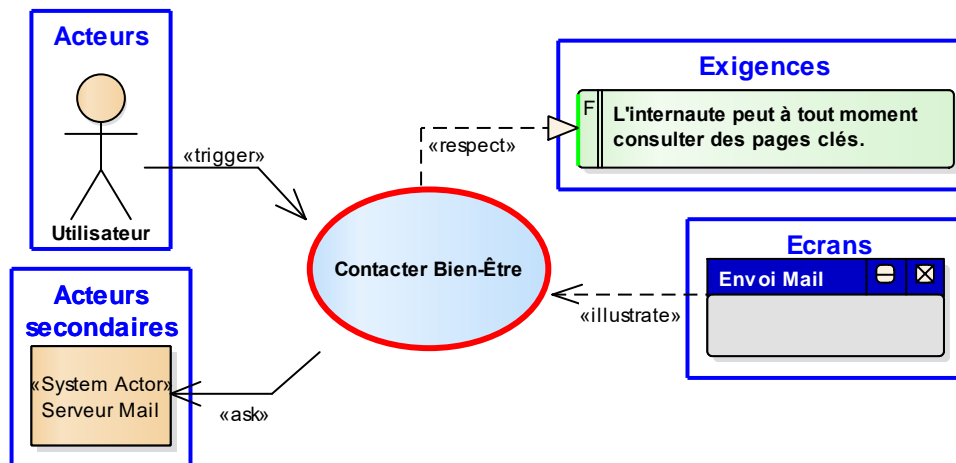 Acteurs
Utilisateur
«trigger»
Exigences
F
L'internaute peut à tout moment
consulter des pages clés.
«respect»
Contacter Bien-Être
Ecrans
Envoi Mail
«illustrate»
Acteurs
secondaires
«System Actor»
Serveur Mail
«ask»